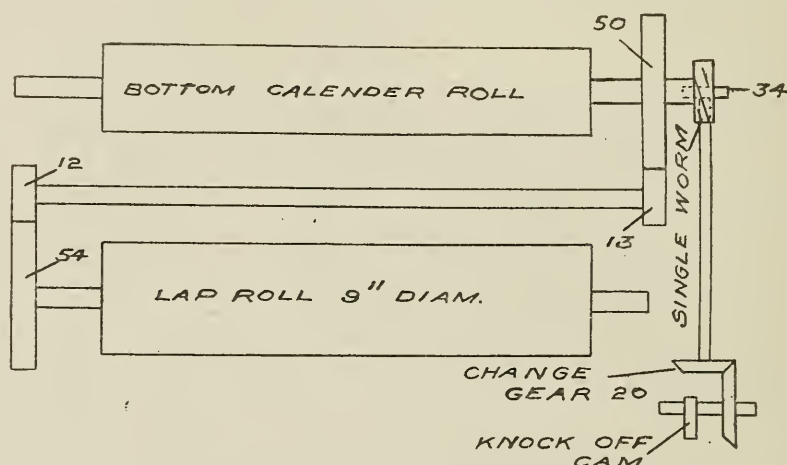 50
BOTTOM CALENDER ROLL
34
12
SINGLE WORM
13
54
LAP ROLL 9" DIAM.
CHANGE
GEAR 20
KNOCK OFF
CAM